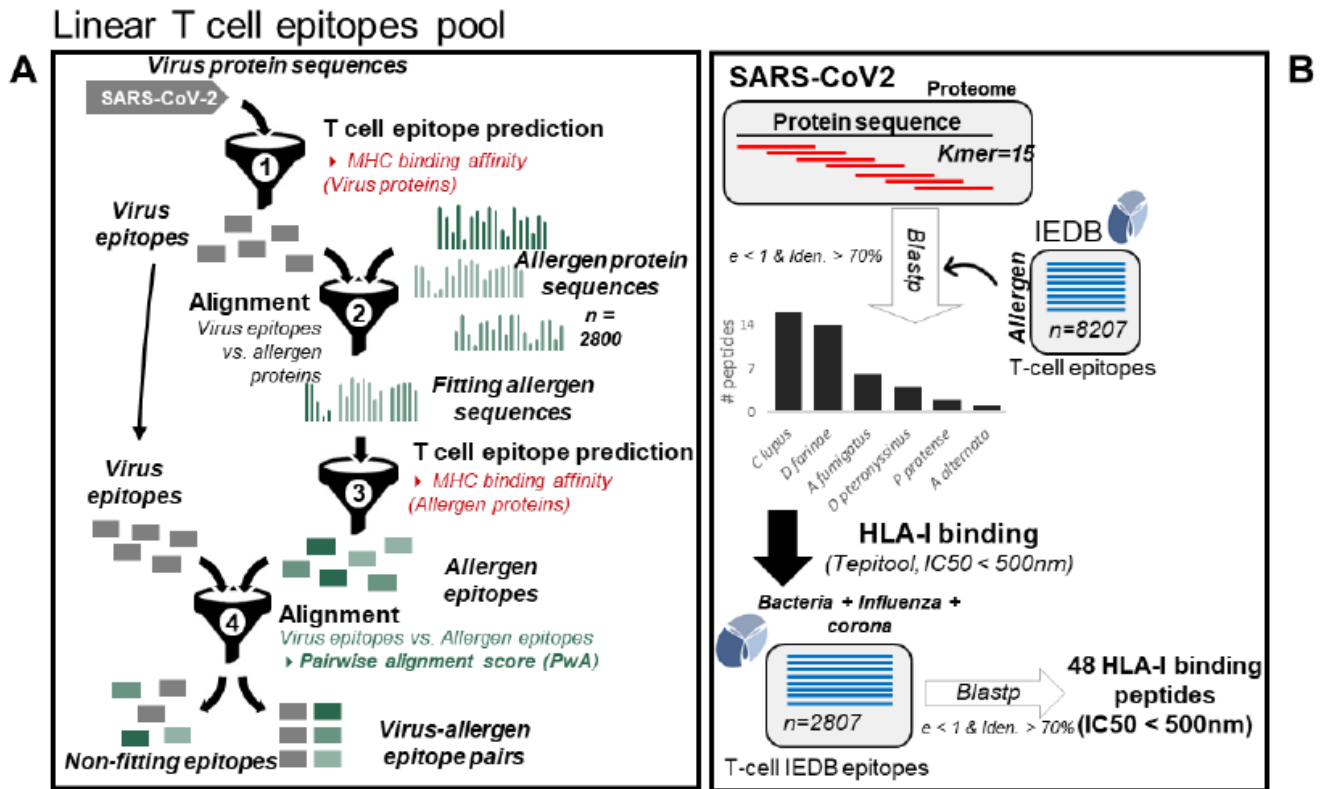 Linear T cell epitopes pool
A
Virus protein sequences
SARS-CoV-2
T cell epitope prediction
1
MHC binding affinity
(Virus proteins)
Virus
epitopes
Allergen protein
sequences
n =
2800
Alignment
2
Virus epitopes
vs. allergen
proteins
Fitting allergen
sequences
T cell epitope prediction
3
MHC binding affinity
(Allergen proteins)
Virus
epitopes
Allergen
epitopes
4
Alignment
Virus epitopes vs. Allergen epitopes
Pairwise alignment score (PwA)
Non-fitting epitopes
Virus-allergen
epitope pairs
B
SARS-CoV2
Proteome
Protein sequence
Kmer=15
Blastp
e < 1 & Iden. > 70%
IEDB
Allergen
n=8207
T-cell epitopes
# peptides
14
7
0
C lupus
D farinae
A fumigatus
D pteronyssinus
P pratense
A alternata
HLA-I binding
(Tepitool, IC50 < 500nm)
Bacteria + Influenza +
corona
n=2807
T-cell IEDB epitopes
Blastp
e < 1 & Iden. > 70%
48 HLA-I binding
peptides
(IC50 < 500nm)